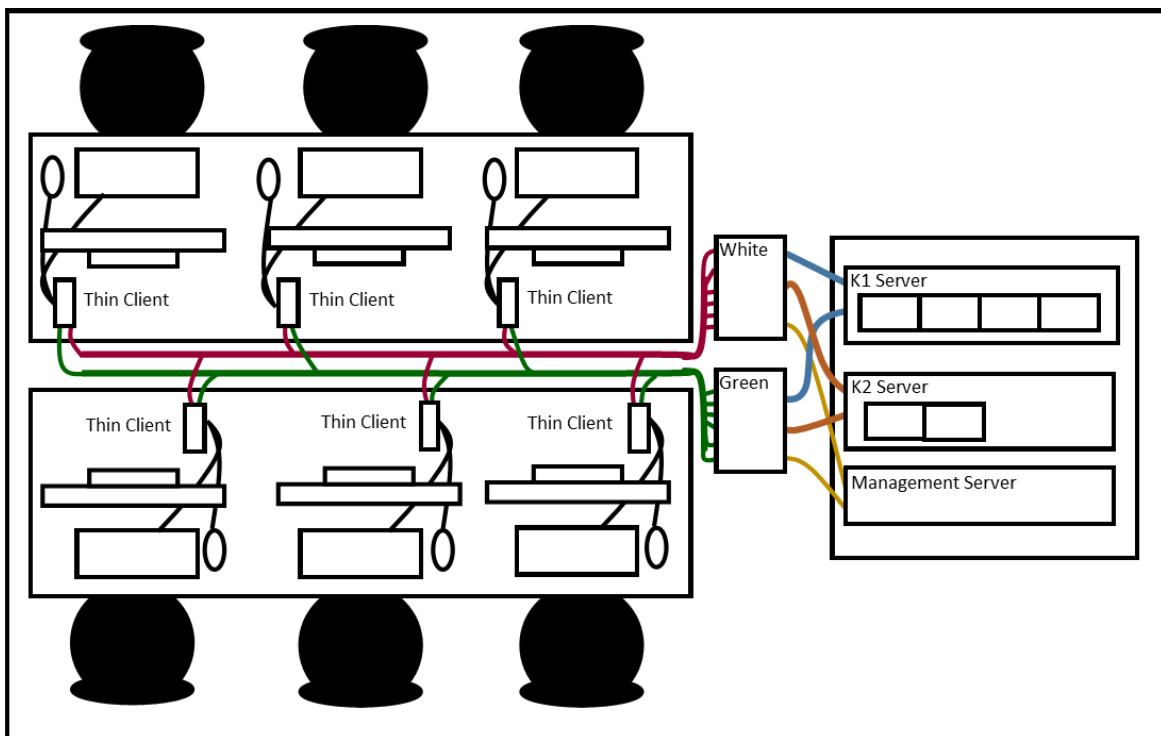 Thin Client
Thin Client
Thin Client
White
K1 Server
Green
K2 Server
Thin Client
Thin Client
Thin Client
Management Server